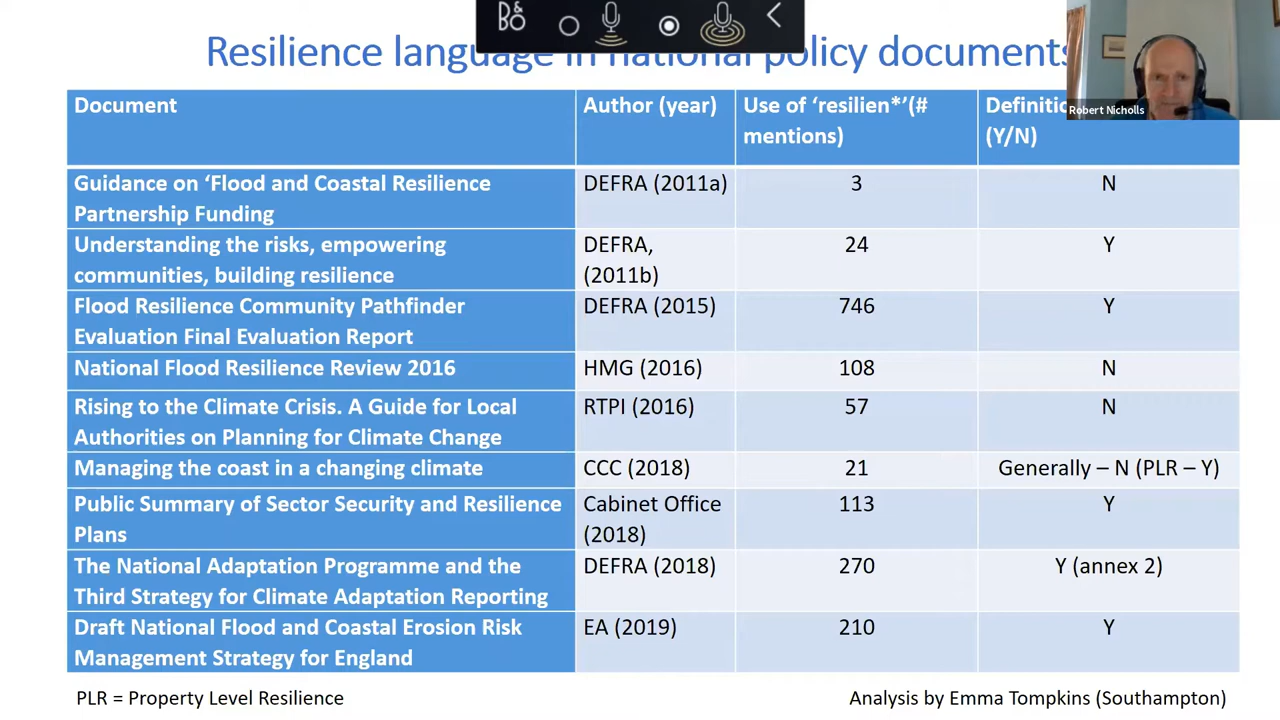 B&O
Resilience language in national policy documents
Robert Nicholls
Document
Author (year)
Use of ‘resilien*’(#
mentions)
Definitio
(Y/N)
Guidance on ‘Flood and Coastal Resilience
Partnership Funding
DEFRA (2011a)
3
N
Understanding the risks, empowering
communities, building resilience
DEFRA,
(2011b)
24
Y
Flood Resilience Community Pathfinder
Evaluation Final Evaluation Report
DEFRA (2015)
746
Y
National Flood Resilience Review 2016
HMG (2016)
108
N
Rising to the Climate Crisis. A Guide for Local
Authorities on Planning for Climate Change
RTPI (2016)
57
N
Managing the coast in a changing climate
CCC (2018)
21
Generally – N (PLR – Y)
Public Summary of Sector Security and Resilience
Plans
Cabinet Office
(2018)
113
Y
The National Adaptation Programme and the
Third Strategy for Climate Adaptation Reporting
DEFRA (2018)
270
Y (annex 2)
Draft National Flood and Coastal Erosion Risk
Management Strategy for England
EA (2019)
210
Y
PLR = Property Level Resilience
Analysis by Emma Tompkins (Southampton)